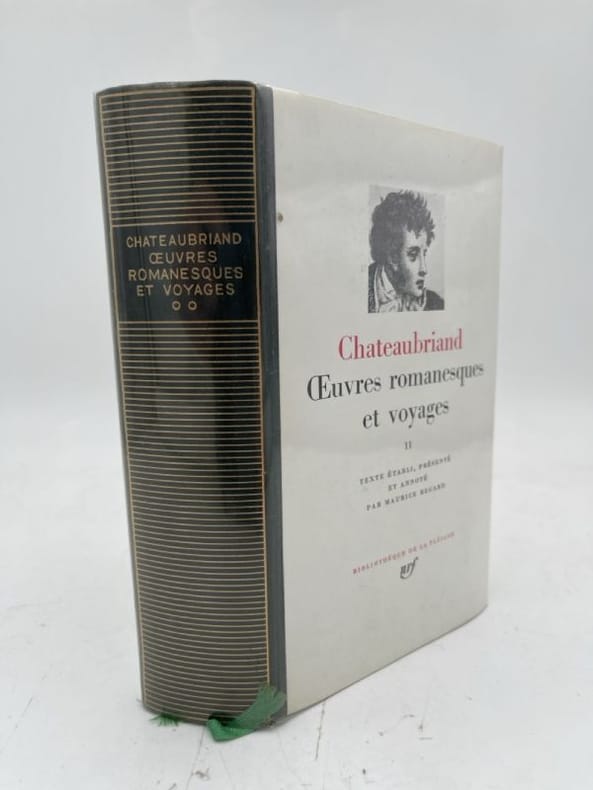 CHATEAUBRIAND
ŒUVRES
ROMANESQUES
ET VOYAGES
Chateaubriand
Œuvres romanesques
et voyages
II
TEXTE ÉTABLI, PRÉSENTÉ
ET ANNOTÉ
PAR MAURICE REGARD
BIBLIOTHÈQUE DE LA PLÉIADE
nrf